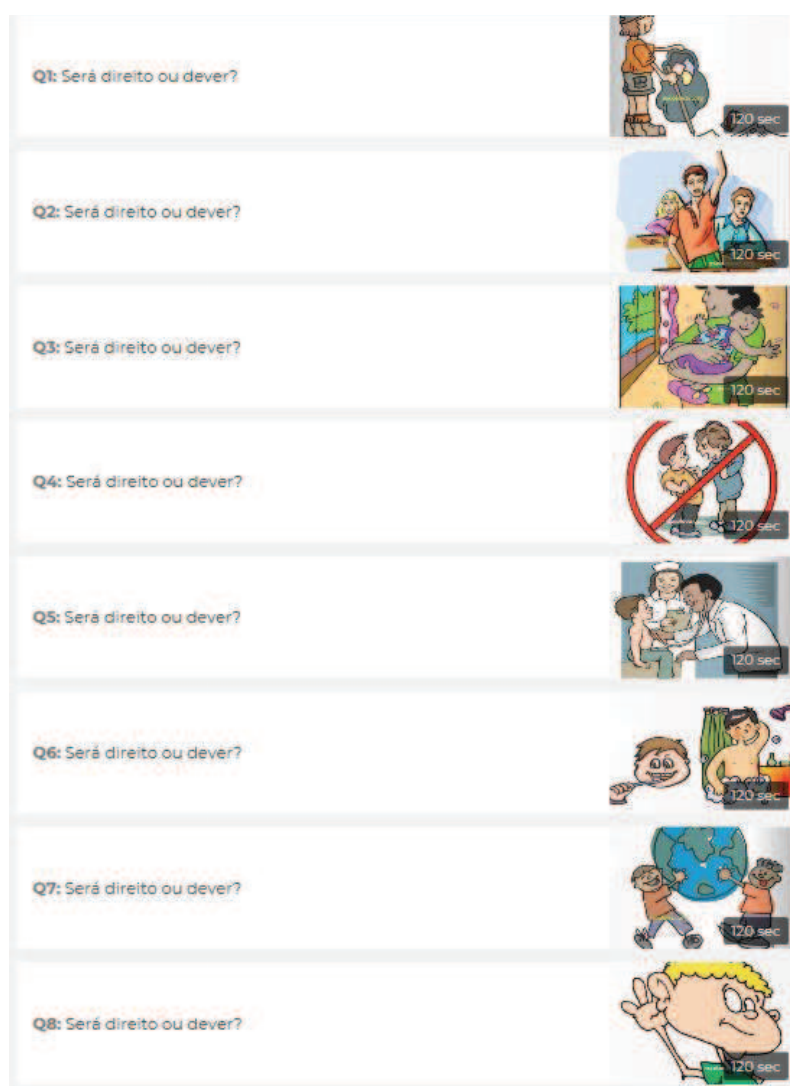 Q1: Será direito ou dever?
120 sec
Q2: Será direito ou dever?
120 sec
Q3: Será direito ou dever?
120 sec
Q4: Será direito ou dever?
120 sec
Q5: Será direito ou dever?
120 sec
Q6: Será direito ou dever?
120 sec
Q7: Será direito ou dever?
120 sec
Q8: Será direito ou dever?
120 sec